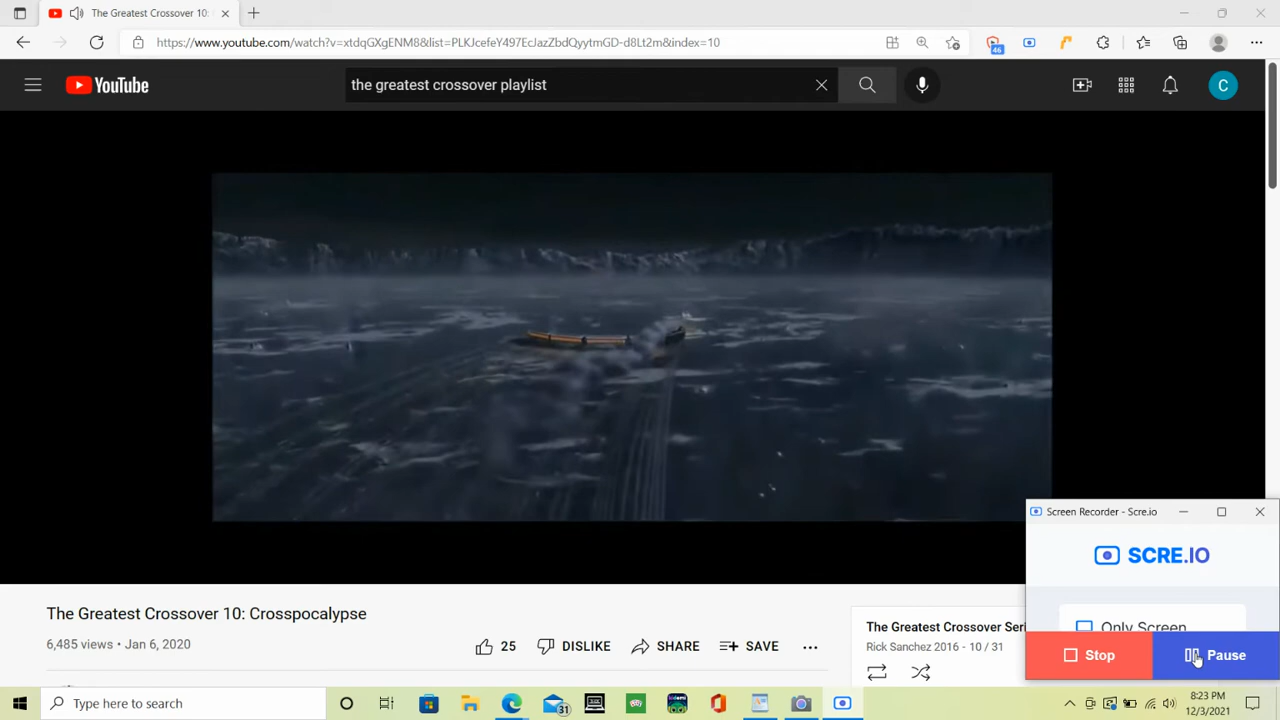 The Greatest Crossover 10:
https://www.youtube.com/watch?v=xtdqGXgENM8&list=PLKJcefeY497EcJazZbdQyytmGD-d8Lt2m&index=10
46
YouTube
the greatest crossover playlist
C
Screen Recorder - Scre.io
SCRE.IO
Only Screen
Stop
Pause
The Greatest Crossover 10: Crosspocalypse
6,485 views • Jan 6, 2020
25
DISLIKE
SHARE
SAVE
The Greatest Crossover Seri
Rick Sanchez 2016 - 10 / 31
Type here to search
31
8:23 PM
12/3/2021